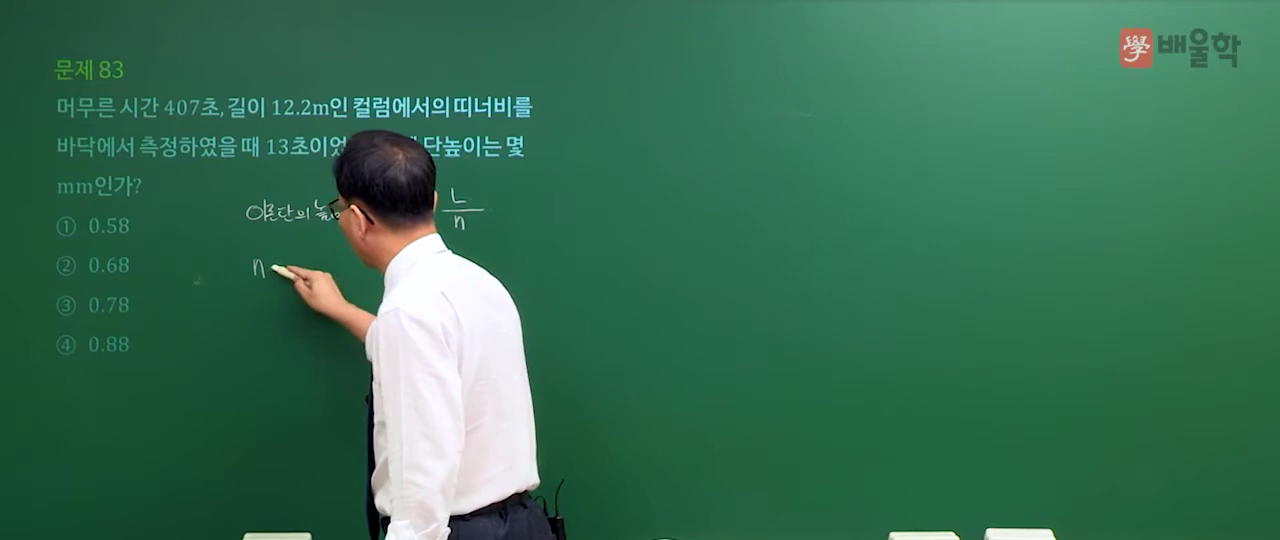 學 배울학
문제 83
머무른 시간 407초, 길이 12.2m인 컬럼에서의 띠너비를
바닥에서 측정하였을 때 13초이었 단높이는 몇
mm인가?
① 0.58
② 0.68
③ 0.78
④ 0.88
이론단의 높
L
n
n